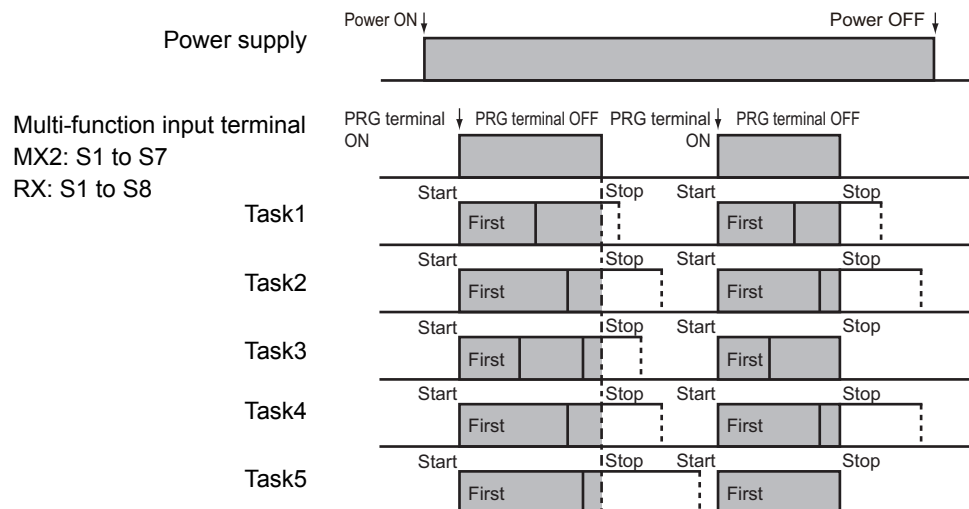 Power ON
Power OFF
Power supply
Multi-function input terminal
MX2: S1 to S7
RX: S1 to S8
PRG terminal
ON
PRG terminal OFF
PRG terminal
ON
PRG terminal OFF
Start
Stop
Start
Stop
Task1
First
First
Start
Stop
Start
Stop
Task2
First
First
Start
Stop
Start
Stop
Task3
First
First
Start
Stop
Start
Stop
Task4
First
First
Start
Stop
Start
Stop
Task5
First
First